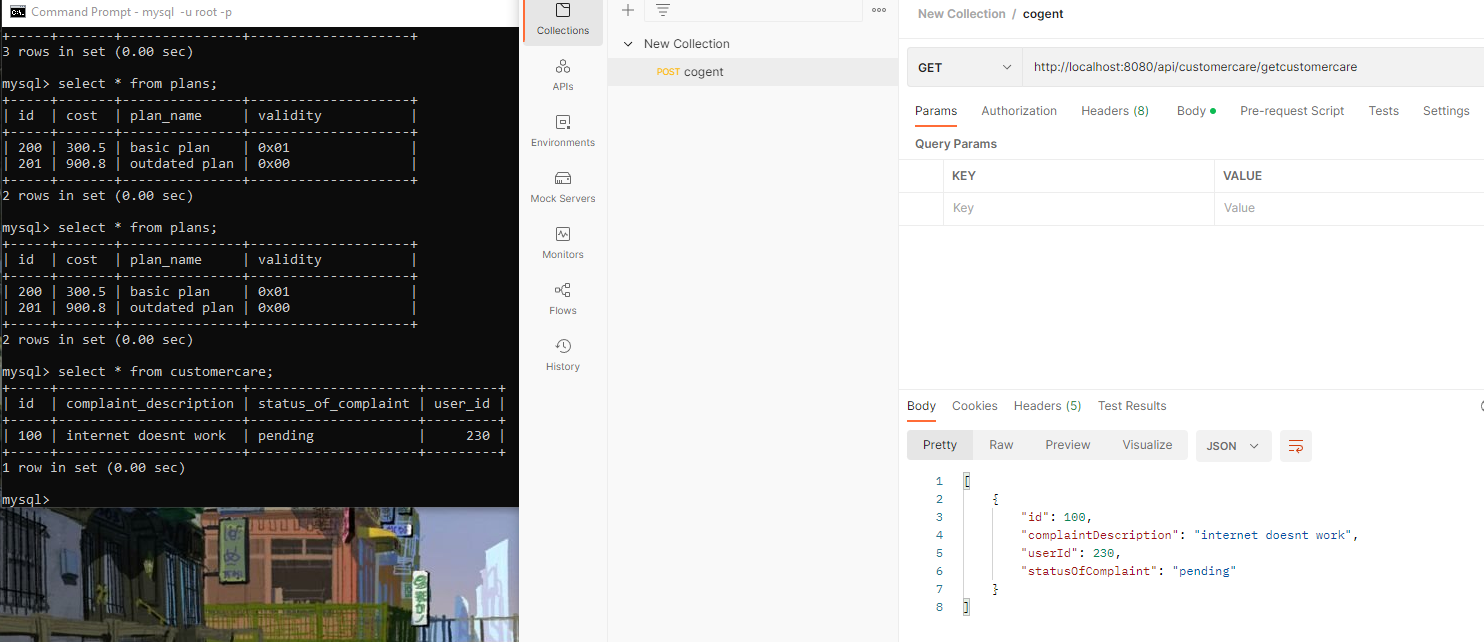 Command Prompt - mysql -u root -p
+-----+-------+---------------+--------------------+
3 rows in set (0.00 sec)
mysql> select * from plans;
+-----+-------+---------------+--------------------+
| id  | cost  | plan_name     | validity           |
+-----+-------+---------------+--------------------+
| 200 | 300.5 | basic plan    | 0x01               |
| 201 | 900.8 | outdated plan | 0x00               |
+-----+-------+---------------+--------------------+
2 rows in set (0.00 sec)
mysql> select * from plans;
+-----+-------+---------------+--------------------+
| id  | cost  | plan_name     | validity           |
+-----+-------+---------------+--------------------+
| 200 | 300.5 | basic plan    | 0x01               |
| 201 | 900.8 | outdated plan | 0x00               |
+-----+-------+---------------+--------------------+
2 rows in set (0.00 sec)
mysql> select * from customercare;
+-----+-----------------------+---------------------+---------+
| id  | complaint_description | status_of_complaint | user_id |
+-----+-----------------------+---------------------+---------+
| 100 | internet doesnt work  | pending             |     230 |
+-----+-----------------------+---------------------+---------+
1 row in set (0.00 sec)
mysql>
Collections
APIs
Environments
Mock Servers
Monitors
Flows
History
New Collection
POST cogent
New Collection / cogent
GET http://localhost:8080/api/customercare/getcustomercare
Params Authorization Headers (8) Body Pre-request Script Tests Settings
Query Params
KEY VALUE
Key Value
Body Cookies Headers (5) Test Results
Pretty Raw Preview Visualize JSON
1 [
2 {
3 "id": 100,
4 "complaintDescription": "internet doesnt work",
5 "userId": 230,
6 "statusOfComplaint": "pending"
7 }
8 ]